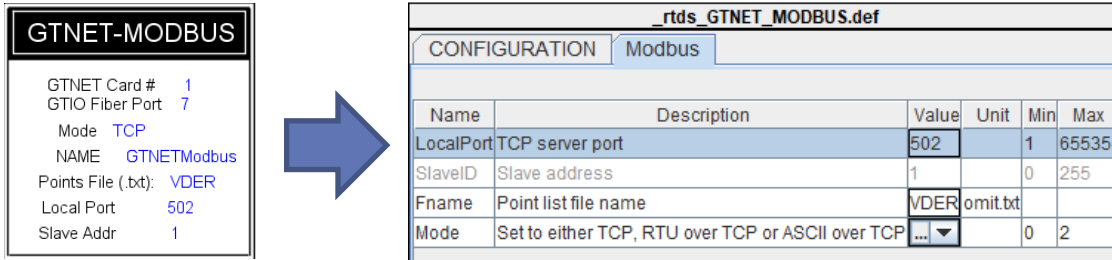 GTNET-MODBUS
GTNET Card # 1
GTIO Fiber Port 7
Mode TCP
NAME GTNETModbus
Points File (.txt): VDER
Local Port 502
Slave Addr 1
_rtds_GTNET_MODBUS.def
CONFIGURATION Modbus
Name Description Value Unit Min Max
LocalPort TCP server port 502 1 65535
SlaveID Slave address 1 0 255
Fname Point list file name VDER omit.txt
Mode Set to either TCP, RTU over TCP or ASCII over TCP ... 0 2